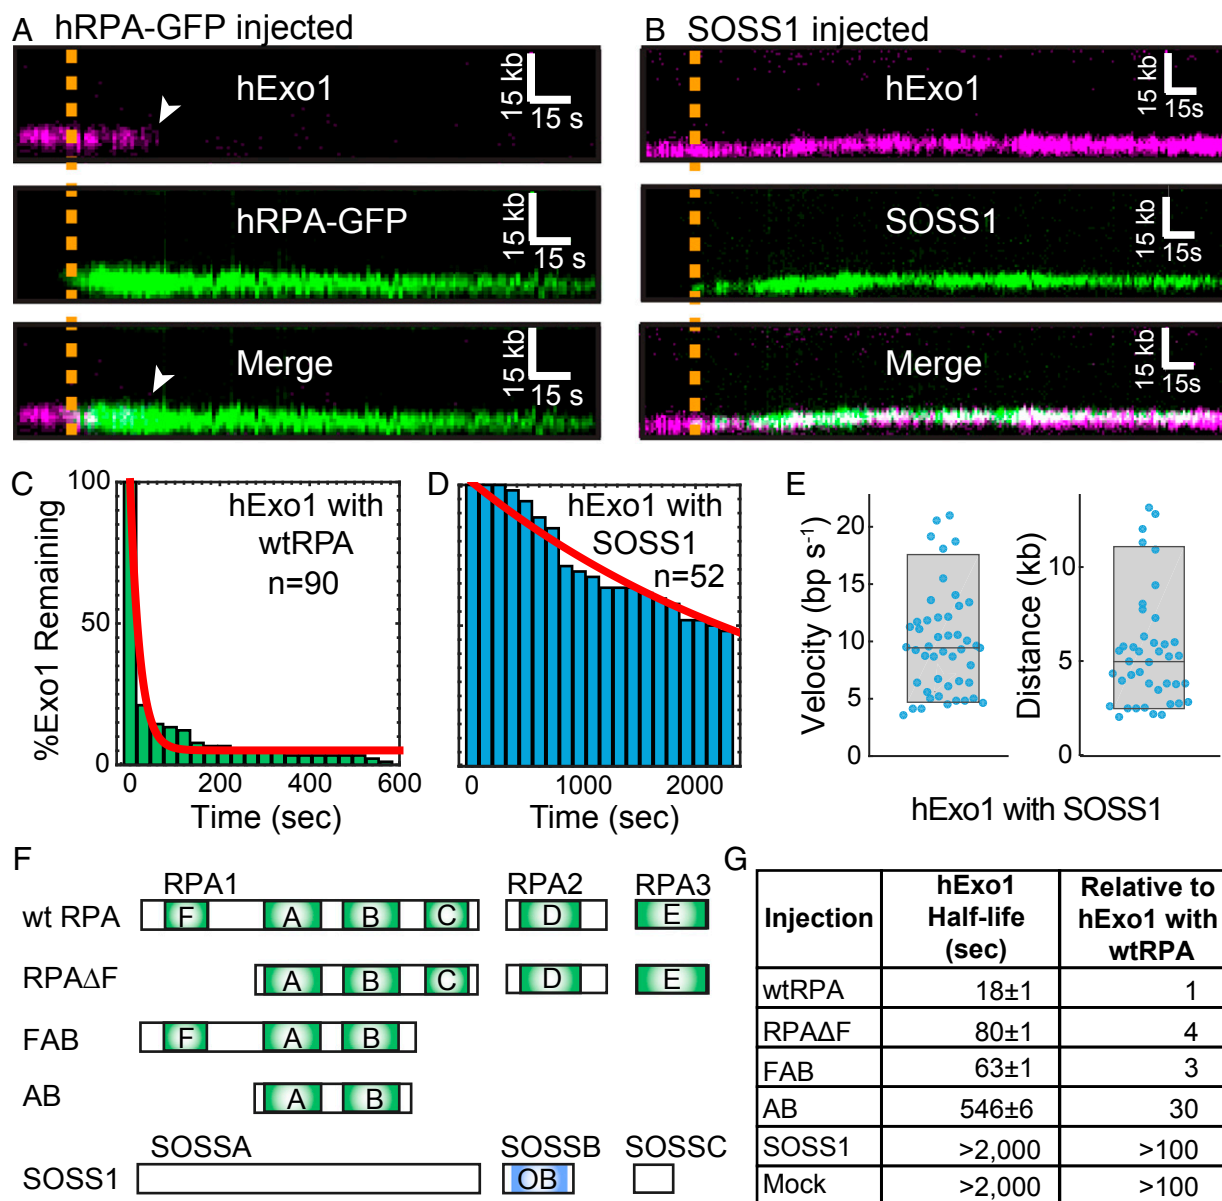 A hRPA-GFP injected
hExo1
15 kb
15 s
hRPA-GFP
15 kb
15 s
Merge
15 kb
15 s
B SOSS1 injected
hExo1
15 kb
15 s
SOSS1
15 kb
15 s
Merge
15 kb
15s
C
%Exo1 Remaining
100
50
0
hExo1 with
wtRPA
n=90
0 200 400 600
Time (sec)
D
hExo1 with
SOSS1
n=52
0 1000 2000
Time (sec)
E
Velocity (bp s⁻¹)
20
15
10
5
0
Distance (kb)
10
5
0
hExo1 with SOSS1
F
RPA1 RPA2 RPA3
wt RPA F A B C D E
RPAΔF A B C D E
FAB F A B
AB A B
SOSSA SOSSB SOSSC
SOSS1 OB
G
Injection hExo1 Half-life (sec) Relative to hExo1 with wtRPA
wtRPA 18±1 1
RPAΔF 80±1 4
FAB 63±1 3
AB 546±6 30
SOSS1 >2,000 >100
Mock >2,000 >100